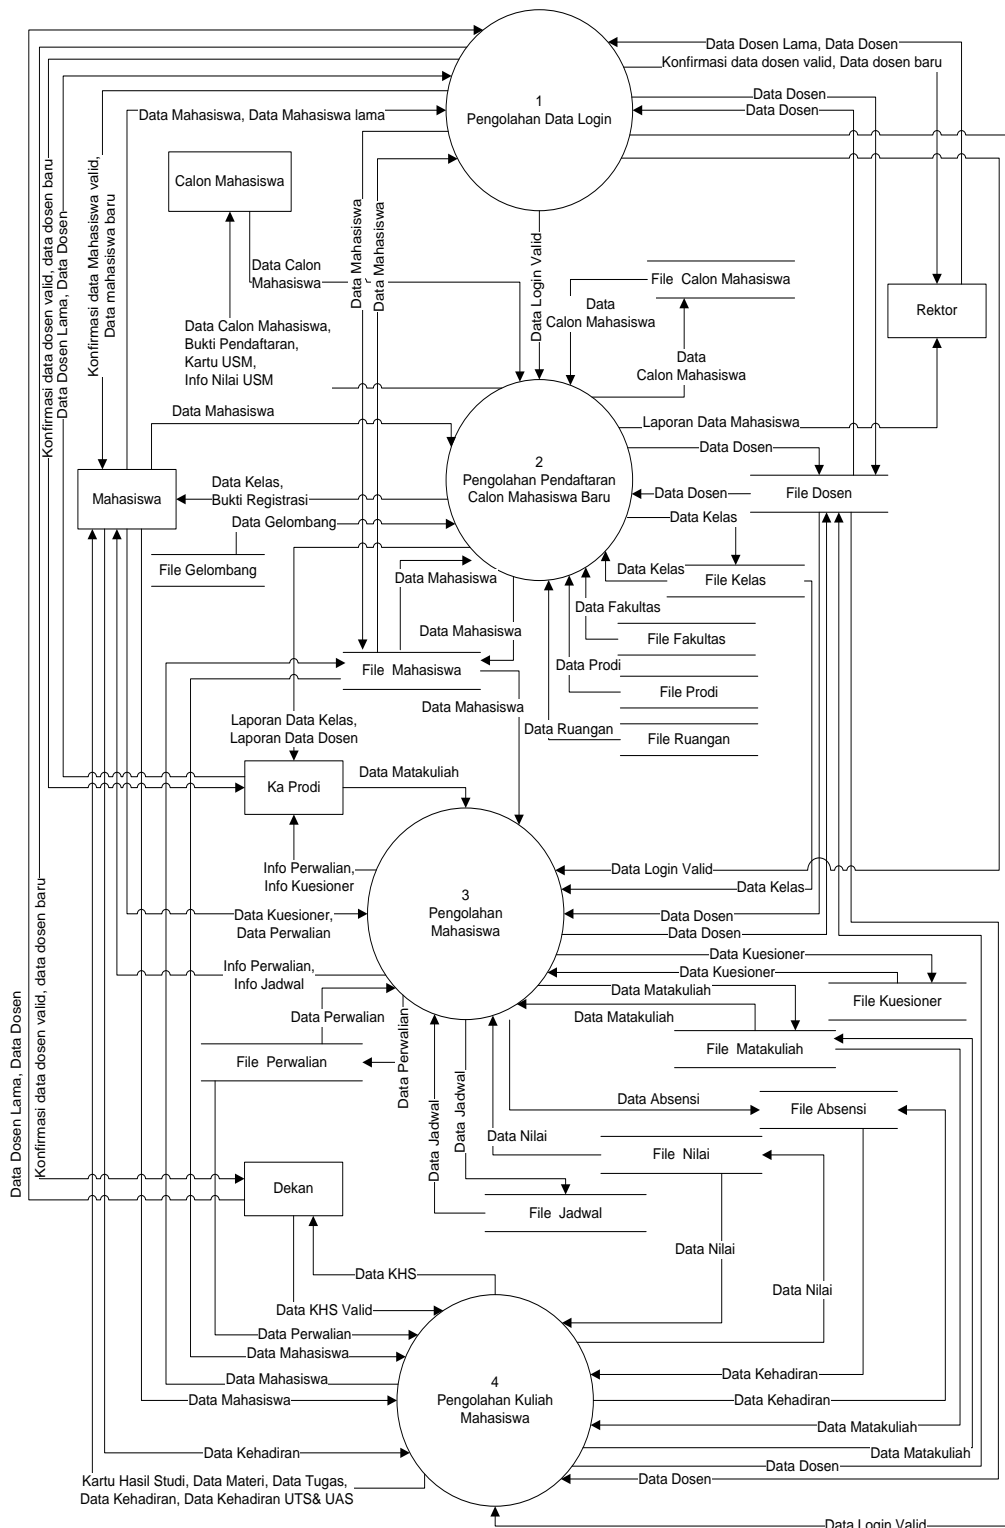 Data Dosen Lama, Data Dosen
Konfirmasi data dosen valid, Data dosen baru
Data Dosen
Data Dosen
1
Pengolahan Data Login
Data Mahasiswa, Data Mahasiswa lama
Calon Mahasiswa
Konfirmasi data dosen valid, data dosen baru
Data Dosen Lama, Data Dosen
Konfirmasi data Mahasiswa valid,
Data mahasiswa baru
Data Mahasiswa
Data Mahasiswa
Data Login Valid
Data Calon
Mahasiswa
File Calon Mahasiswa
Data
Calon Mahasiswa
Rektor
Data Calon Mahasiswa,
Bukti Pendaftaran,
Kartu USM,
Info Nilai USM
Data
Calon Mahasiswa
Data Mahasiswa
Laporan Data Mahasiswa
Data Dosen
2
Pengolahan Pendaftaran
Calon Mahasiswa Baru
Mahasiswa
Data Kelas,
Bukti Registrasi
Data Dosen
File Dosen
Data Gelombang
Data Kelas
File Gelombang
Data Mahasiswa
Data Kelas
File Kelas
Data Fakultas
Data Mahasiswa
File Fakultas
File Mahasiswa
Data Prodi
File Prodi
Data Mahasiswa
Laporan Data Kelas,
Laporan Data Dosen
Data Ruangan
File Ruangan
Ka Prodi
Data Matakuliah
Info Perwalian,
Info Kuesioner
Data Login Valid
Data Kelas
3
Pengolahan
Mahasiswa
Data Kuesioner,
Data Perwalian
Data Dosen
Data Dosen
Data Kuesioner
Data Kuesioner
Info Perwalian,
Info Jadwal
Data Matakuliah
File Kuesioner
Data Perwalian
Data Matakuliah
File Perwalian
Data Perwalian
File Matakuliah
Data Dosen Lama, Data Dosen
Konfirmasi data dosen valid, data dosen baru
Data Jadwal
Data Jadwal
Data Absensi
File Absensi
Data Nilai
File Nilai
Dekan
File Jadwal
Data Nilai
Data KHS
Data Nilai
Data KHS Valid
Data Perwalian
Data Mahasiswa
Data Mahasiswa
Data Kehadiran
4
Pengolahan Kuliah
Mahasiswa
Data Mahasiswa
Data Kehadiran
Data Matakuliah
Data Kehadiran
Data Matakuliah
Data Dosen
Data Dosen
Kartu Hasil Studi, Data Materi, Data Tugas,
Data Kehadiran, Data Kehadiran UTS& UAS
Data Login Valid